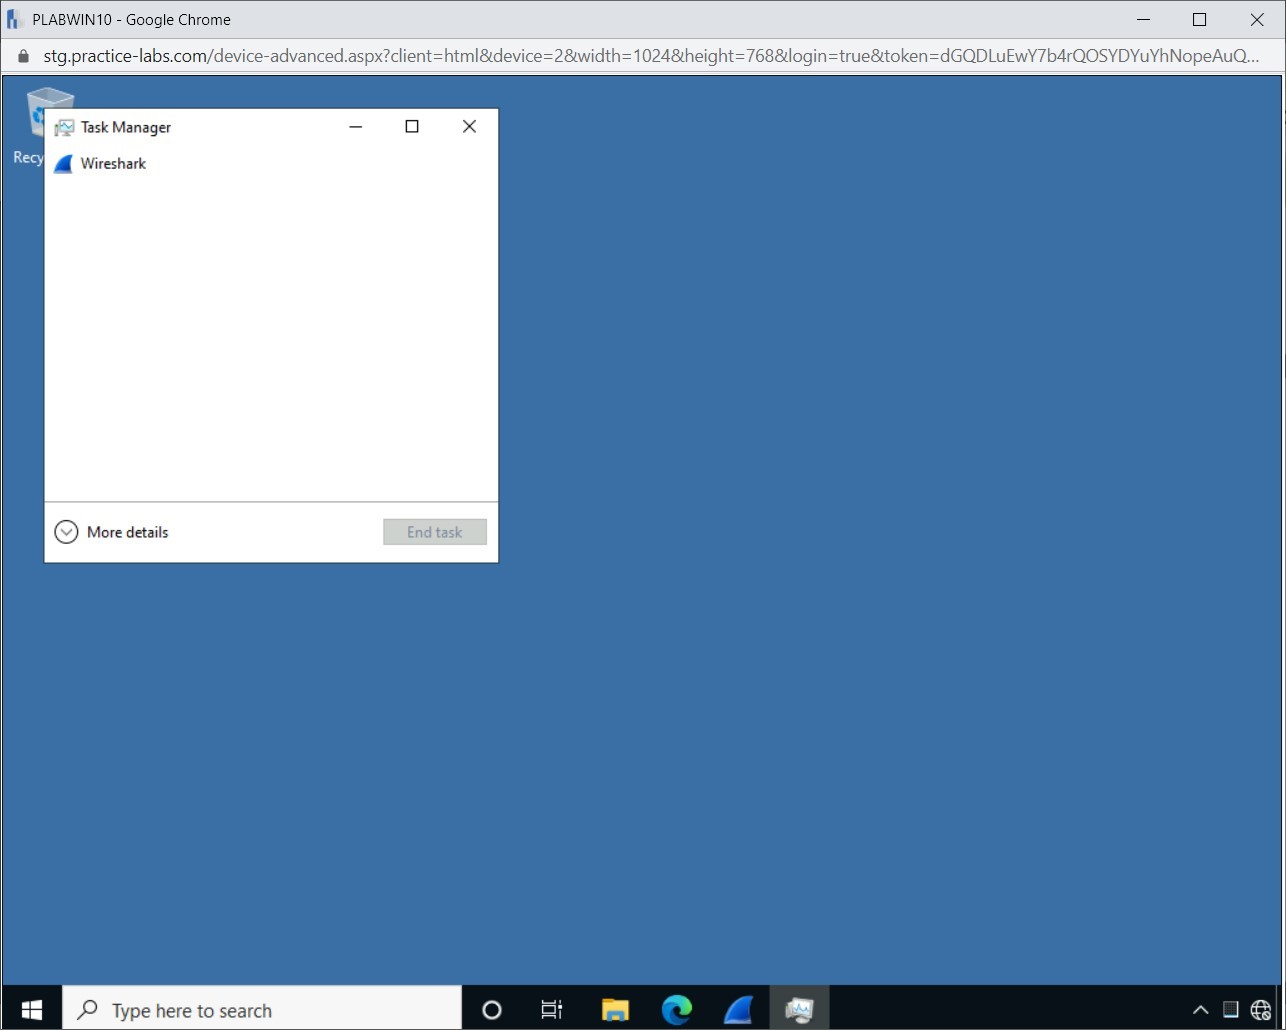 PLABWIN10 - Google Chrome
stg.practice-labs.com/device-advanced.aspx?client=html&device=2&width=1024&height=768&login=true&token=dGQDLuEwY7b4rQOSYDYuYhNopeAuQ...
Task Manager
Recy
Wireshark
More details
End task
Type here to search